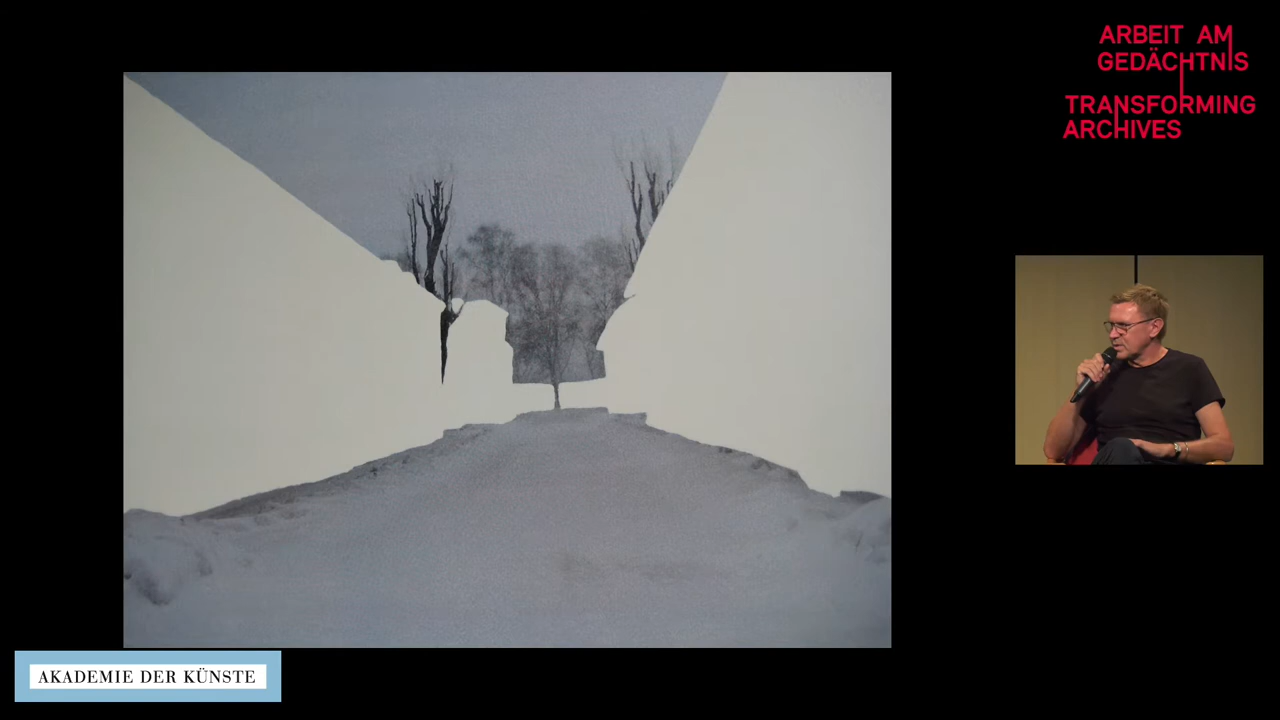 ARBEIT AM
GEDÄCHTNIS
TRANSFORMING
ARCHIVES
AKADEMIE DER KÜNSTE